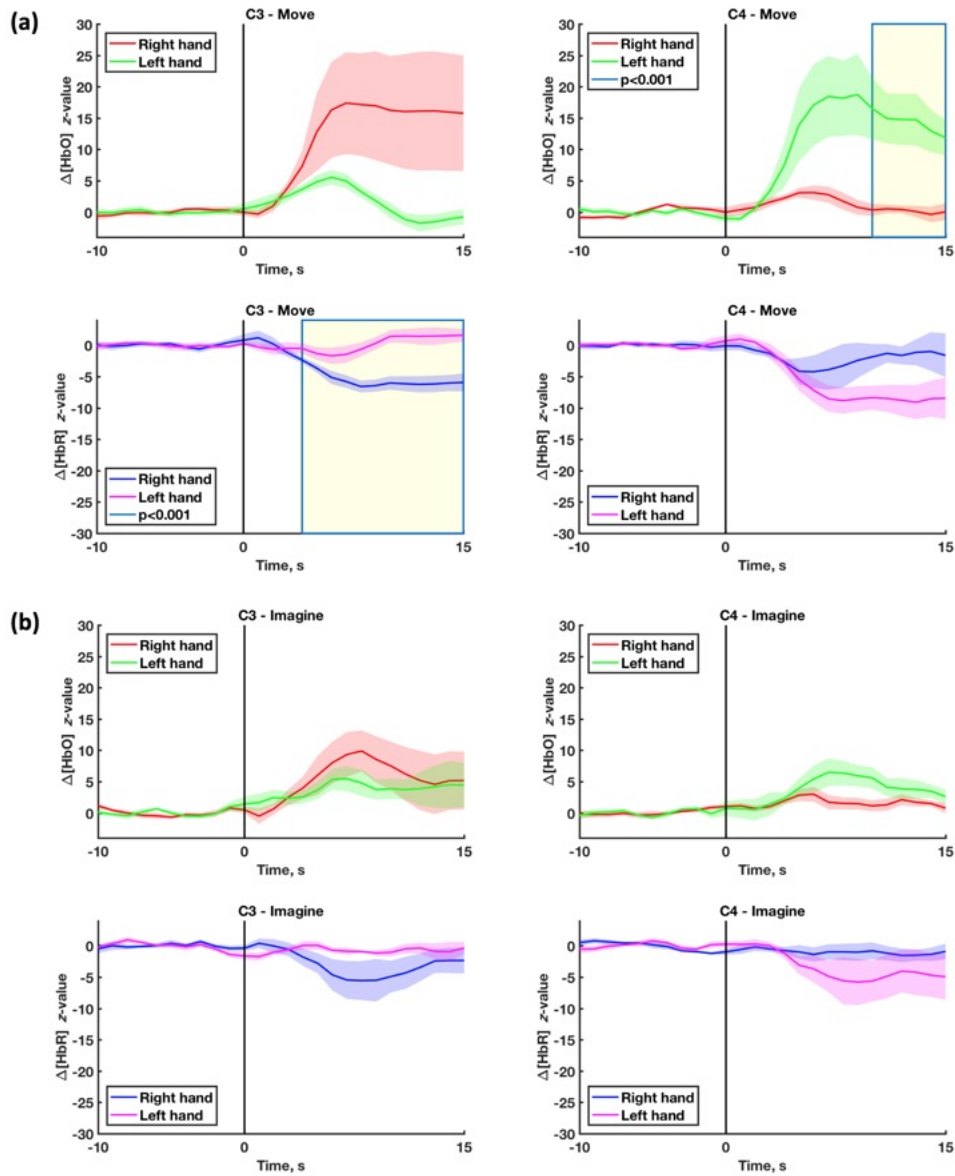 (a)
C3 - Move
30
25
20
15
10
5
0
-10
0
15
Time, s
Δ[HbO] z-value
Right hand
Left hand
C4 - Move
30
25
20
15
10
5
0
-10
0
15
Time, s
Δ[HbO] z-value
Right hand
Left hand
p<0.001
C3 - Move
0
-5
-10
-15
-20
-25
-30
-10
0
15
Time, s
Δ[HbR] z-value
Right hand
Left hand
p<0.001
C4 - Move
0
-5
-10
-15
-20
-25
-30
-10
0
15
Time, s
Δ[HbR] z-value
Right hand
Left hand
(b)
C3 - Imagine
30
25
20
15
10
5
0
-10
0
15
Time, s
Δ[HbO] z-value
Right hand
Left hand
C4 - Imagine
30
25
20
15
10
5
0
-10
0
15
Time, s
Δ[HbO] z-value
Right hand
Left hand
C3 - Imagine
0
-5
-10
-15
-20
-25
-30
-10
0
15
Time, s
Δ[HbR] z-value
Right hand
Left hand
C4 - Imagine
0
-5
-10
-15
-20
-25
-30
-10
0
15
Time, s
Δ[HbR] z-value
Right hand
Left hand